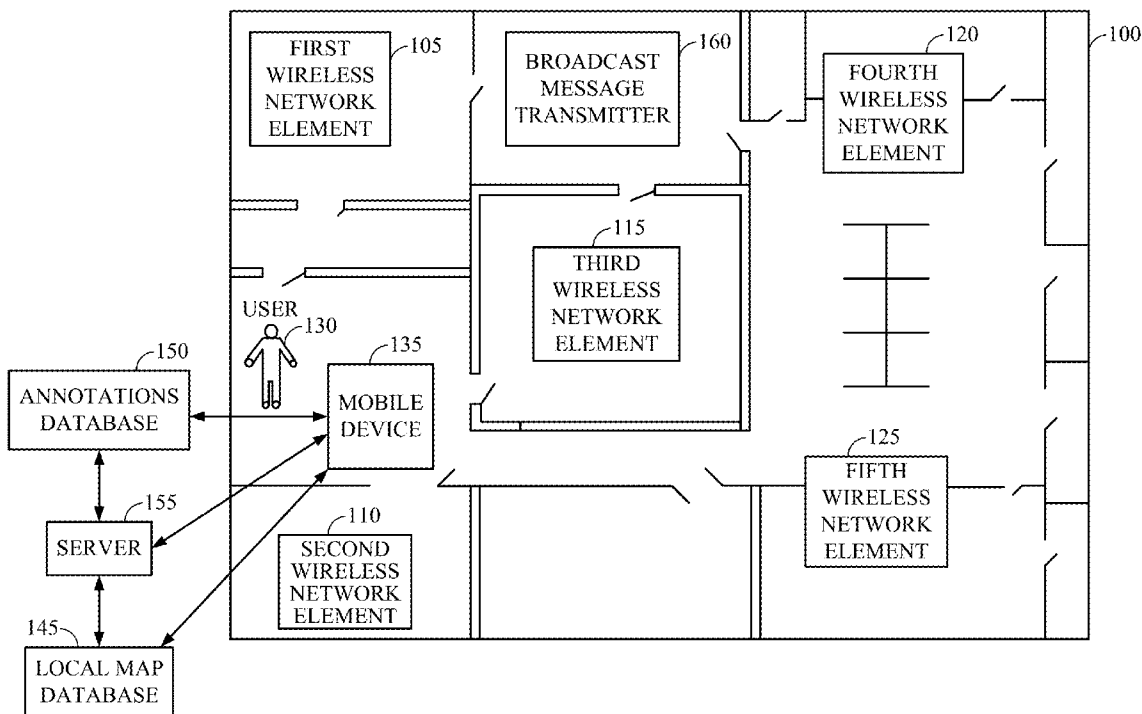 FIRST
WIRELESS
NETWORK
ELEMENT
105
BROADCAST
MESSAGE
TRANSMITTER
160
FOURTH
WIRELESS
NETWORK
ELEMENT
120
100
THIRD
WIRELESS
NETWORK
ELEMENT
115
USER
130
MOBILE
DEVICE
135
ANNOTATIONS
DATABASE
150
SERVER
155
LOCAL MAP
DATABASE
145
SECOND
WIRELESS
NETWORK
ELEMENT
110
FIFTH
WIRELESS
NETWORK
ELEMENT
125